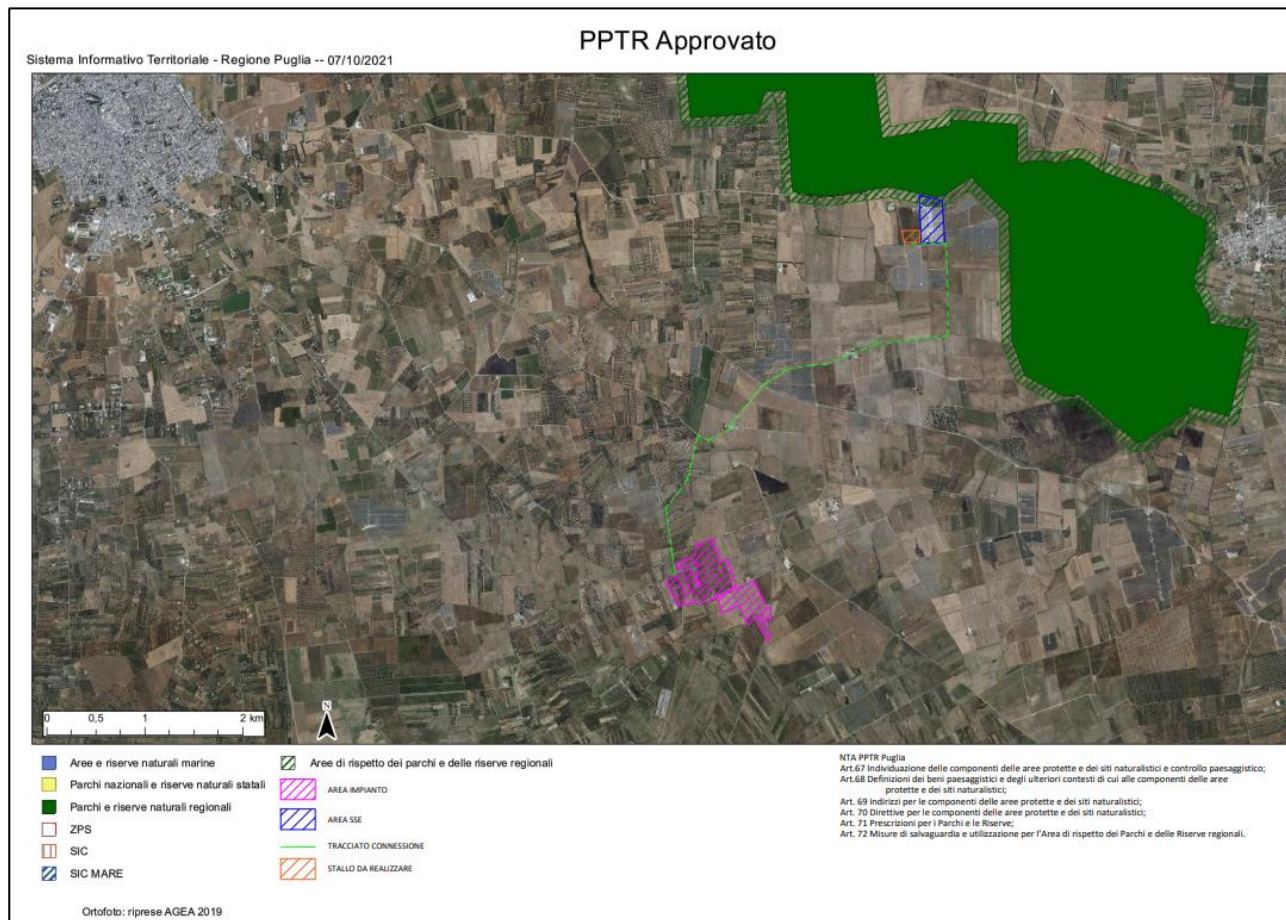 PPTR Approvato
Sistema Informativo Territoriale - Regione Puglia -- 07/10/2021
N
0 0,5 1 2 km
Aree e riserve naturali marine
Parchi nazionali e riserve naturali statali
Parchi e riserve naturali regionali
ZPS
SIC
SIC MARE
Aree di rispetto dei parchi e delle riserve regionali
AREA IMPIANTO
AREA SSE
TRACCIATO CONNESSIONE
STALLO DA REALIZZARE
NTA PPTR Puglia
Art.67 Individuazione delle componenti delle aree protette e dei siti naturalistici e controllo paesaggistico;
Art.68 Definizioni dei beni paesaggistici e degli ulteriori contesti di cui alle componenti delle aree
protette e dei siti naturalistici;
Art. 69 Indirizzi per le componenti delle aree protette e dei siti naturalistici;
Art. 70 Direttive per le componenti delle aree protette e dei siti naturalistici;
Art. 71 Prescrizioni per i Parchi e le Riserve;
Art. 72 Misure di salvaguardia e utilizzazione per l'Area di rispetto dei Parchi e delle Riserve regionali.
Ortofoto: riprese AGEA 2019